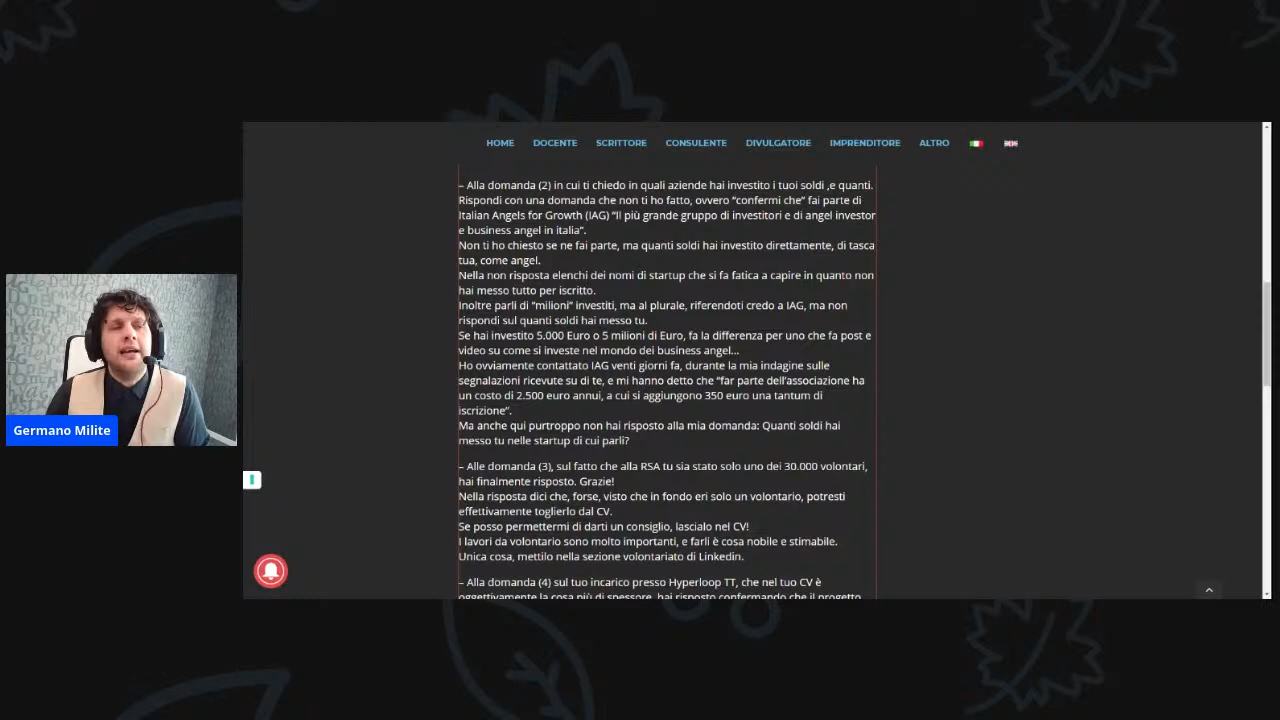 HOME DOCENTE SCRITTORE CONSULENTE DIVULGATORE IMPRENDITORE ALTRO
– Alla domanda (2) in cui ti chiedo in quali aziende hai investito i tuoi soldi ,e quanti.
Rispondi con una domanda che non ti ho fatto, ovvero “confermi che” fai parte di
Italian Angels for Growth (IAG) “Il più grande gruppo di investitori e di angel investor
e business angel in italia“.
Non ti ho chiesto se ne fai parte, ma quanti soldi hai investito direttamente, di tasca
tua, come angel.
Nella non risposta elenchi dei nomi di startup che si fa fatica a capire in quanto non
hai messo tutto per iscritto.
Inoltre parli di “milioni” investiti, ma al plurale, riferendoti credo a IAG, ma non
rispondi sul quanti soldi hai messo tu.
Se hai investito 5.000 Euro o 5 milioni di Euro, fa la differenza per uno che fa post e
video su come si investe nel mondo dei business angel…
Ho ovviamente contattato IAG venti giorni fa, durante la mia indagine sulle
segnalazioni ricevute su di te, e mi hanno detto che “far parte dell’associazione ha
un costo di 2.500 euro annui, a cui si aggiungono 350 euro una tantum di
iscrizione”.
Ma anche qui purtroppo non hai risposto alla mia domanda: Quanti soldi hai
messo tu nelle startup di cui parli?
– Alle domanda (3), sul fatto che alla RSA tu sia stato solo uno dei 30.000 volontari,
hai finalmente risposto. Grazie!
Nella risposta dici che, forse, visto che in fondo eri solo un volontario, potresti
effettivamente toglierlo dal CV.
Se posso permettermi di darti un consiglio, lascialo nel CV!
I lavori da volontario sono molto importanti, e farli è cosa nobile e stimabile.
Unica cosa, mettilo nella sezione volontariato di Linkedin.
– Alla domanda (4) sul tuo incarico presso Hyperloop TT, che nel tuo CV è
oggettivamente la cosa più di spessore, hai risposto confermando che il progetto
Germano Milite